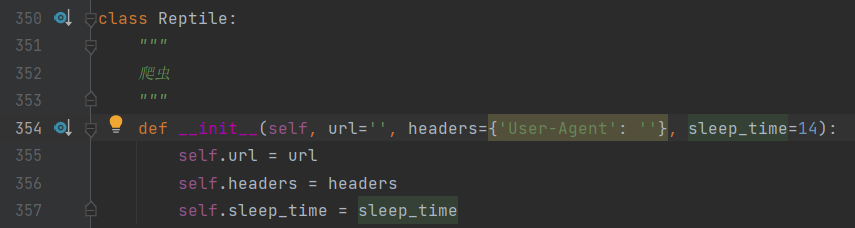 350 class Reptile:
351     """
352     爬虫
353     """
354     def __init__(self, url='', headers={'User-Agent': ''}, sleep_time=14):
355         self.url = url
356         self.headers = headers
357         self.sleep_time = sleep_time